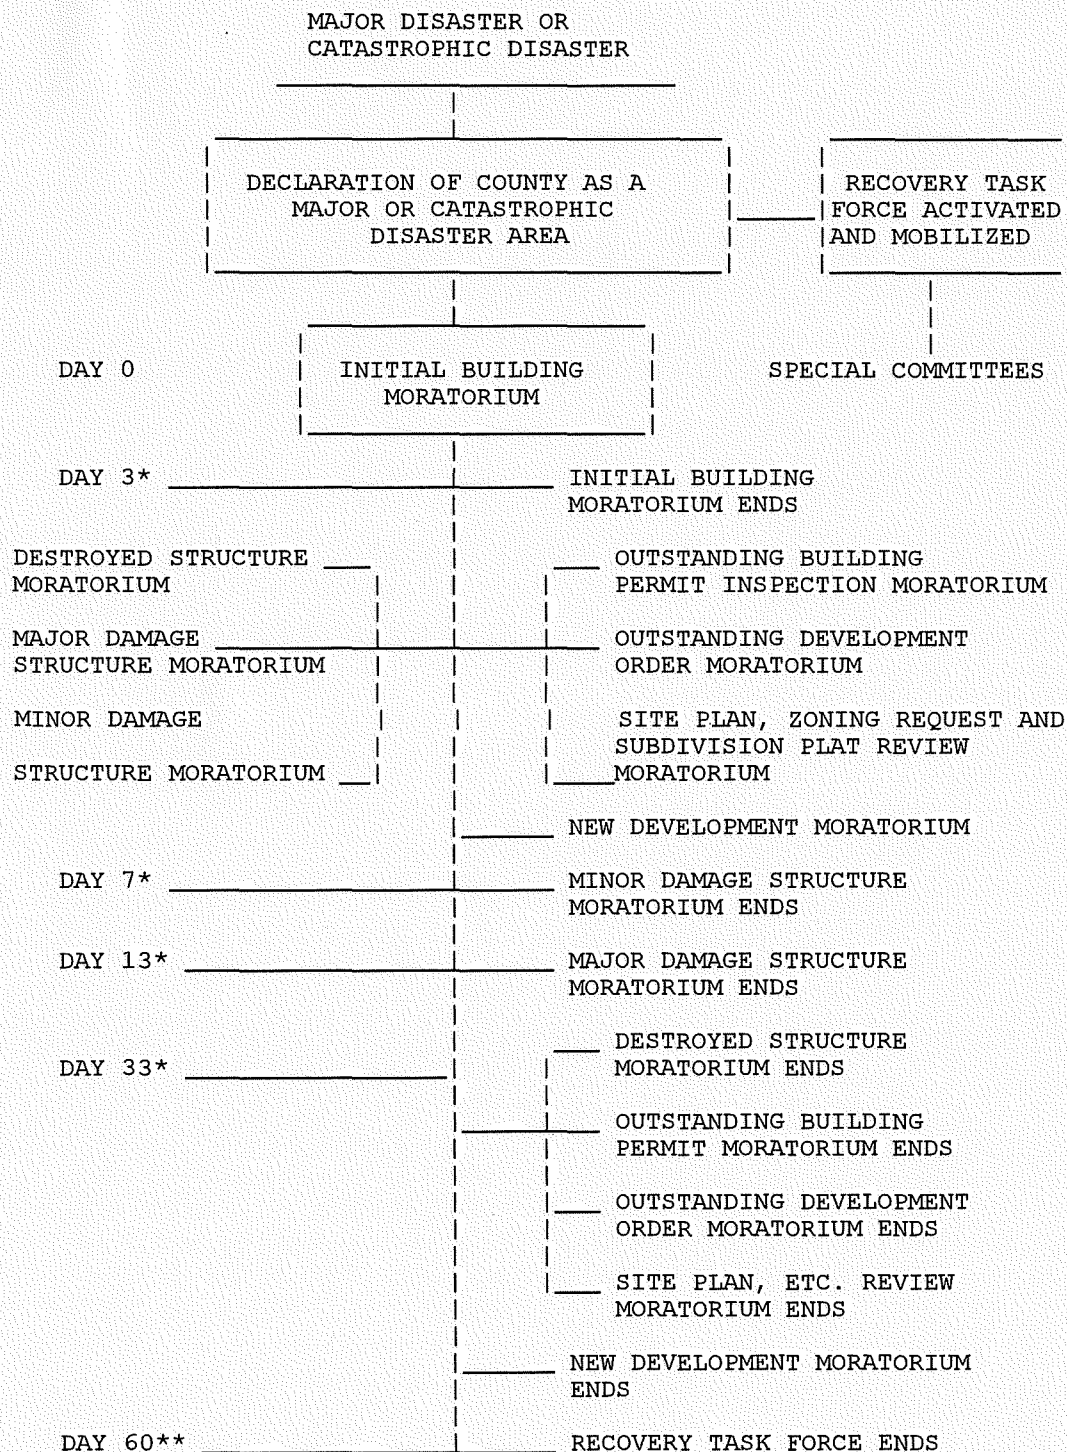 MAJOR DISASTER OR
CATASTROPHIC DISASTER
DECLARATION OF COUNTY AS A
MAJOR OR CATASTROPHIC
DISASTER AREA
RECOVERY TASK
FORCE ACTIVATED
AND MOBILIZED
DAY 0
INITIAL BUILDING
MORATORIUM
SPECIAL COMMITTEES
DAY 3*
INITIAL BUILDING
MORATORIUM ENDS
DESTROYED STRUCTURE
MORATORIUM
OUTSTANDING BUILDING
PERMIT INSPECTION MORATORIUM
MAJOR DAMAGE
STRUCTURE MORATORIUM
OUTSTANDING DEVELOPMENT
ORDER MORATORIUM
MINOR DAMAGE
STRUCTURE MORATORIUM
SITE PLAN, ZONING REQUEST AND
SUBDIVISION PLAT REVIEW
MORATORIUM
NEW DEVELOPMENT MORATORIUM
DAY 7*
MINOR DAMAGE STRUCTURE
MORATORIUM ENDS
DAY 13*
MAJOR DAMAGE STRUCTURE
MORATORIUM ENDS
DAY 33*
DESTROYED STRUCTURE
MORATORIUM ENDS
OUTSTANDING BUILDING
PERMIT MORATORIUM ENDS
OUTSTANDING DEVELOPMENT
ORDER MORATORIUM ENDS
SITE PLAN, ETC. REVIEW
MORATORIUM ENDS
NEW DEVELOPMENT MORATORIUM
ENDS
DAY 60**
RECOVERY TASK FORCE ENDS